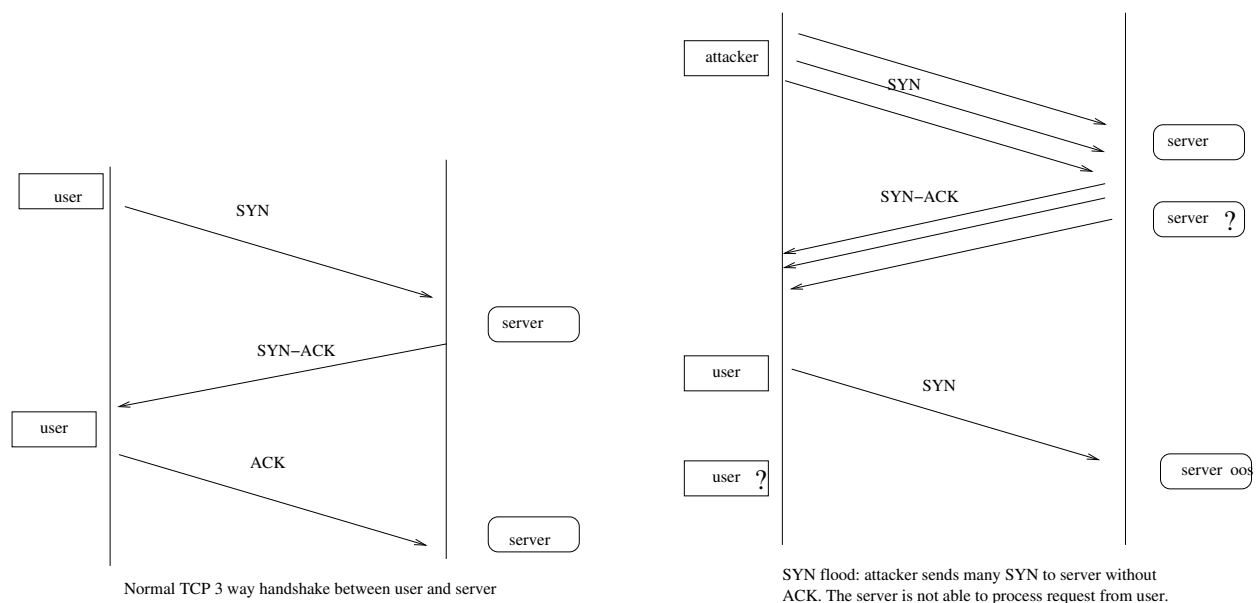 user
SYN
server
SYN−ACK
user
ACK
server
Normal TCP 3 way handshake between user and server
attacker
SYN
server
SYN−ACK
server ?
user
SYN
server oos
user ?
SYN flood: attacker sends many SYN to server without
ACK. The server is not able to process request from user.